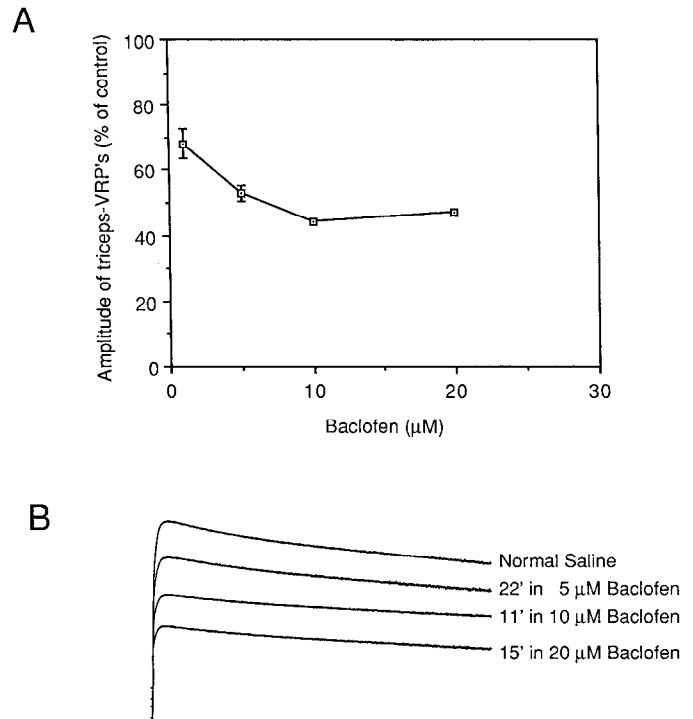 A
Amplitude of triceps-VRP's (% of control)
100
80
60
40
20
0
0 10 20 30
Baclofen (μM)
B
Normal Saline
22' in 5 μM Baclofen
11' in 10 μM Baclofen
15' in 20 μM Baclofen